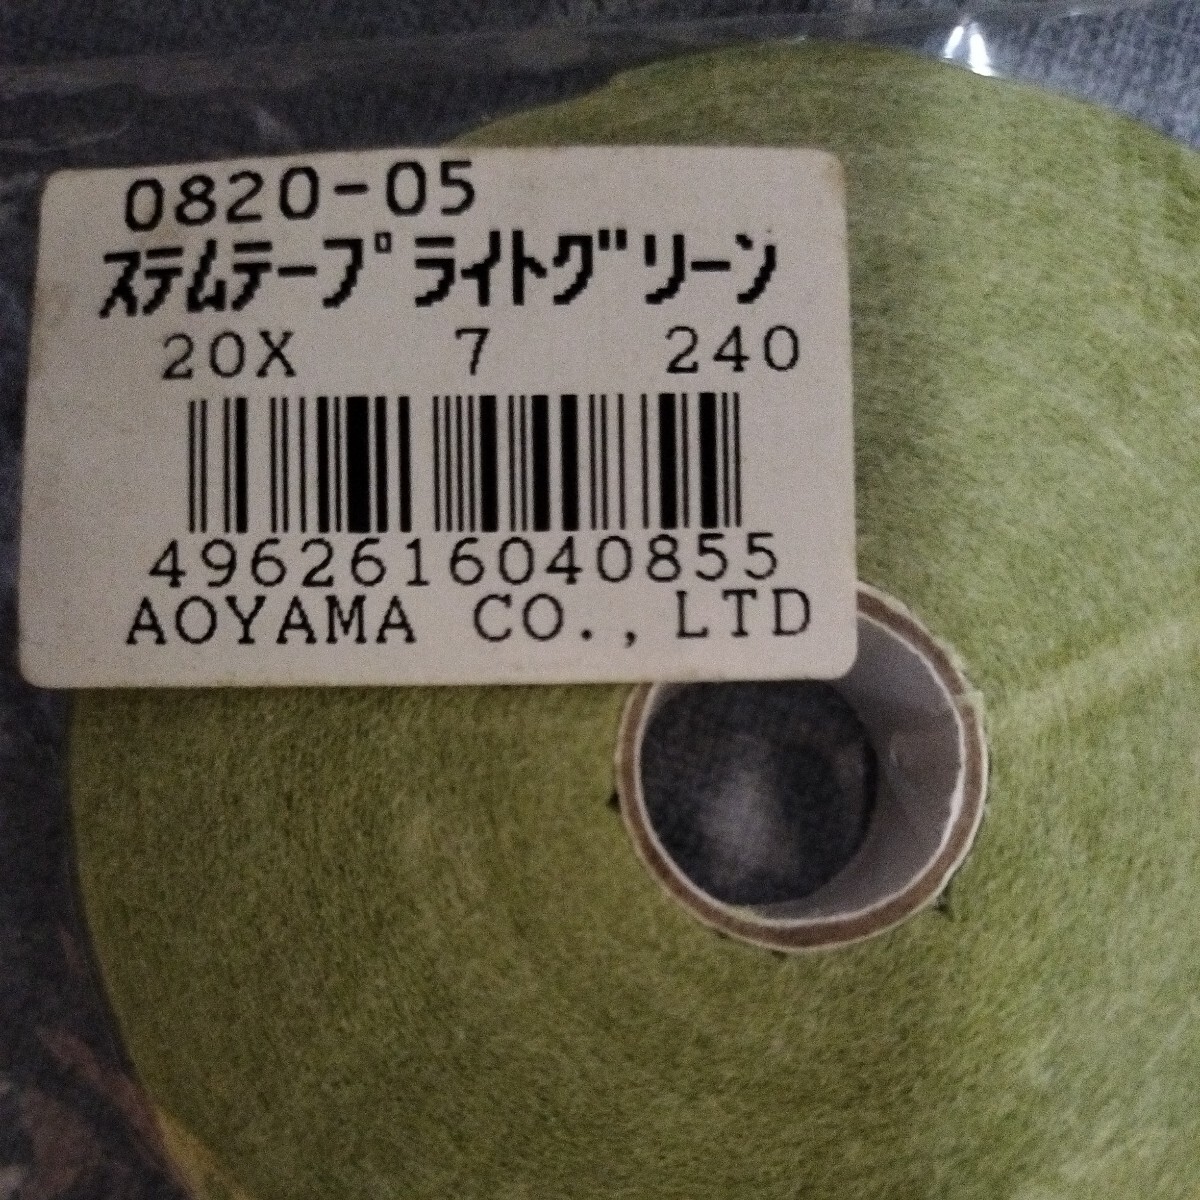 0820-05
ｽﾃﾑﾃｰﾌﾟ ﾗｲﾄｸﾞﾘｰﾝ
20X 7 240
4962616040855
AOYAMA CO.,LTD